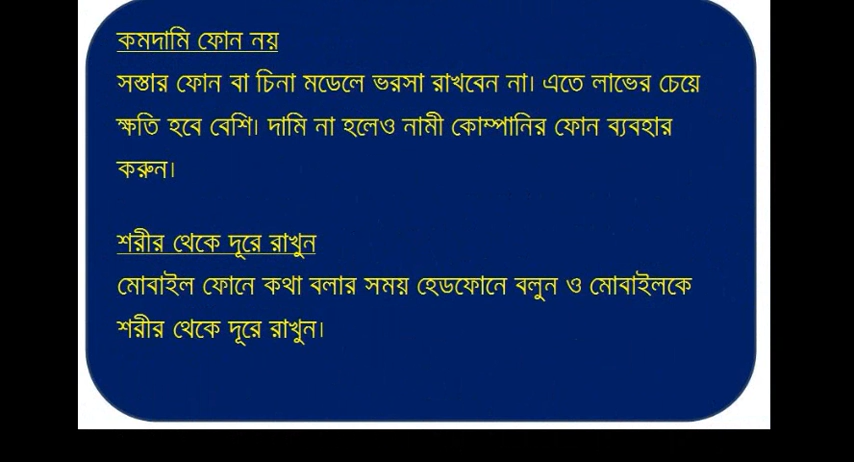 কমদামি ফোন নয়
সস্তার ফোন বা চিনা মডেলে ভরসা রাখবেন না। এতে লাভের চেয়ে
ক্ষতি হবে বেশি। দামি না হলেও নামী কোম্পানির ফোন ব্যবহার
করুন।
শরীর থেকে দূরে রাখুন
মোবাইল ফোনে কথা বলার সময় হেডফোনে বলুন ও মোবাইলকে
শরীর থেকে দূরে রাখুন।